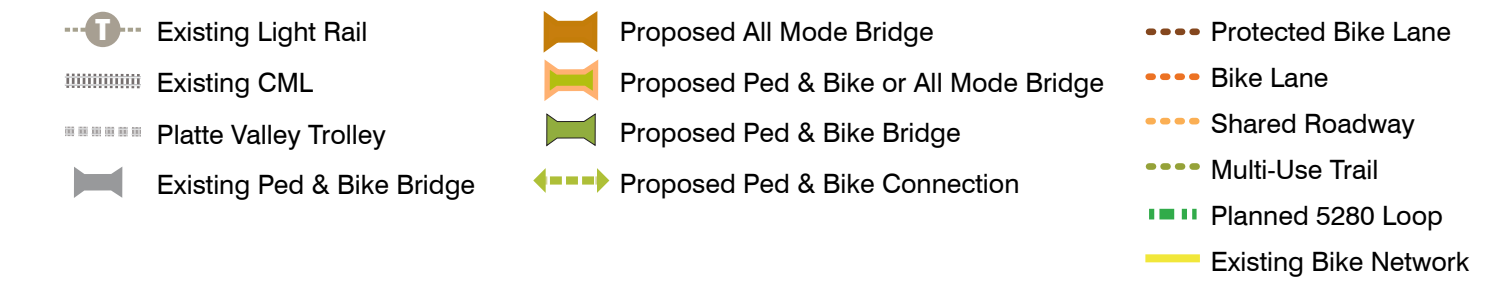 T
Existing Light Rail
Existing CML
Platte Valley Trolley
Existing Ped & Bike Bridge
Proposed All Mode Bridge
Proposed Ped & Bike or All Mode Bridge
Proposed Ped & Bike Bridge
Proposed Ped & Bike Connection
Protected Bike Lane
Bike Lane
Shared Roadway
Multi-Use Trail
Planned 5280 Loop
Existing Bike Network